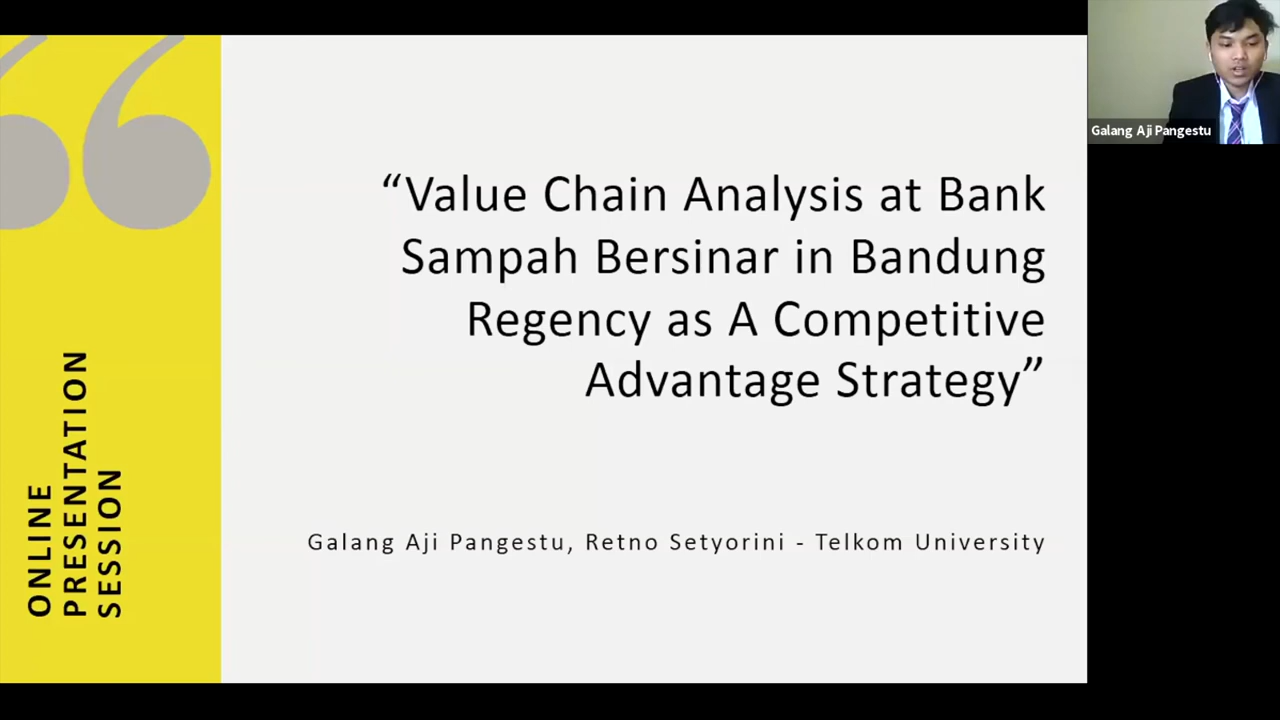 ONLINE
PRESENTATION
SESSION
“Value Chain Analysis at Bank
Sampah Bersinar in Bandung
Regency as A Competitive
Advantage Strategy”
Galang Aji Pangestu, Retno Setyorini - Telkom University
Galang Aji Pangestu